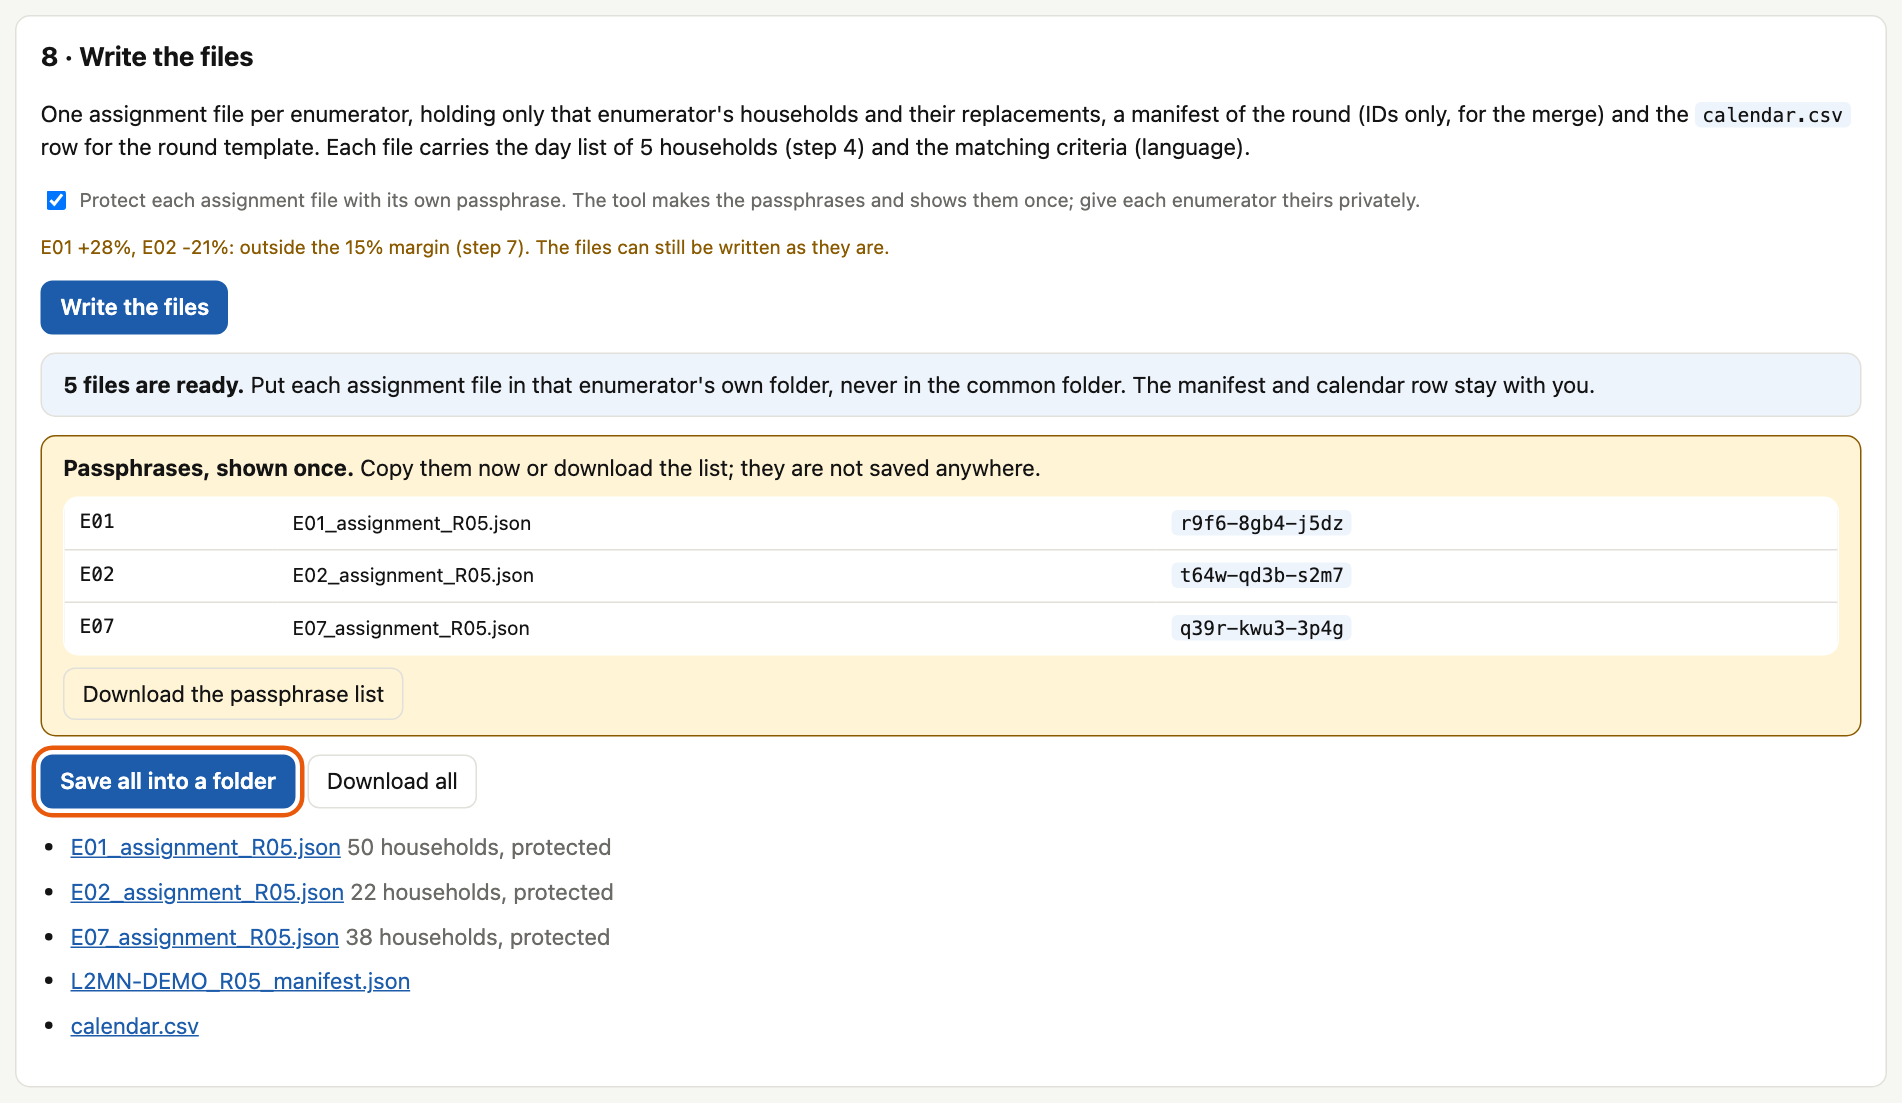 8 · Write the files
One assignment file per enumerator, holding only that enumerator's households and their replacements, a manifest of the round (IDs only, for the merge) and the calendar.csv
row for the round template. Each file carries the day list of 5 households (step 4) and the matching criteria (language).
Protect each assignment file with its own passphrase. The tool makes the passphrases and shows them once; give each enumerator theirs privately.
E01 +28%, E02 -21%: outside the 15% margin (step 7). The files can still be written as they are.
Write the files
5 files are ready. Put each assignment file in that enumerator's own folder, never in the common folder. The manifest and calendar row stay with you.
Passphrases, shown once. Copy them now or download the list; they are not saved anywhere.
E01 E01_assignment_R05.json r9f6-8gb4-j5dz
E02 E02_assignment_R05.json t64w-qd3b-s2m7
E07 E07_assignment_R05.json q39r-kwu3-3p4g
Download the passphrase list
Save all into a folder Download all
• E01_assignment_R05.json 50 households, protected
• E02_assignment_R05.json 22 households, protected
• E07_assignment_R05.json 38 households, protected
• L2MN-DEMO_R05_manifest.json
• calendar.csv